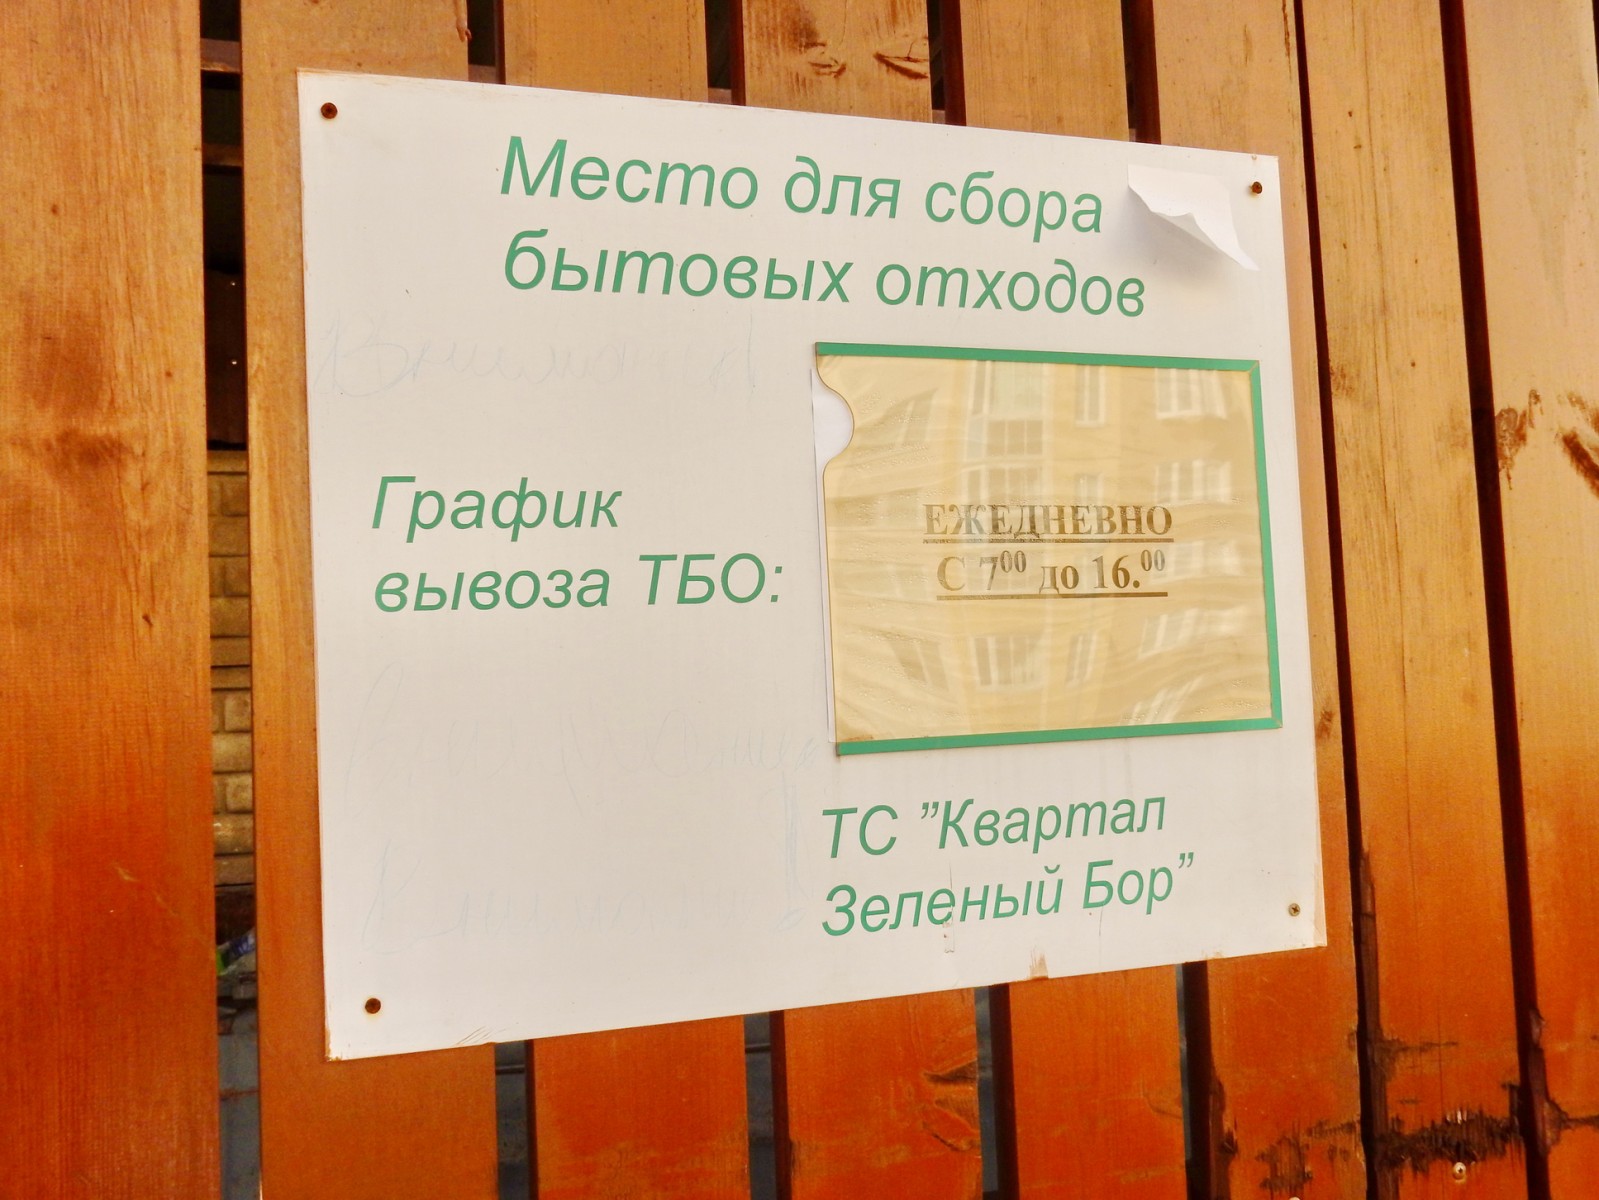 Место для сбора
бытовых отходов
График
вывоза ТБО:
ЕЖЕДНЕВНО
С 7⁰⁰ до 16.⁰⁰
ТС ”Квартал
Зеленый Бор”